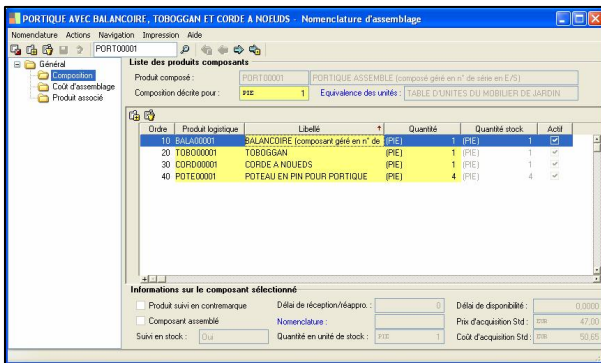 PORTIQUE AVEC BALANCOIRE, TOBOGGAN ET CORDE A NOEUDS - Nomenclature d'assemblage
Nomenclature Actions Navigation Impression Aide
PORT00001
Général
Composition
Coût d'assemblage
Produit associé
Liste des produits composants
Produit composé : PORT00001 PORTIQUE ASSEMBLE (composé géré en n° de série en E/S)
Composition décrite pour : PIE 1 Equivalence des unités : TABLE D'UNITES DU MOBILIER DE JARDIN
Ordre Produit logistique Libellé Quantité Quantité stock Actif
10 BALA00001 BALANCOIRE (composant géré en n° de (PIE) 1 (PIE) 1
20 TOBO00001 TOBOGGAN (PIE) 1 (PIE) 1
30 CORD00001 CORDE A NOUEDS (PIE) 1 (PIE) 1
40 POTE00001 POTEAU EN PIN POUR PORTIQUE (PIE) 4 (PIE) 4
Informations sur le composant sélectionné
Produit suivi en contremarque Délai de réception/réappro. : 0 Délai de disponibilité : 0,0000
Composant assemblé Nomenclature : Prix d'acquisition Std : EUR 47,00
Suivi en stock : Oui Quantité en unité de stock : PIE 1 Coût d'acquisition Std : EUR 50,65